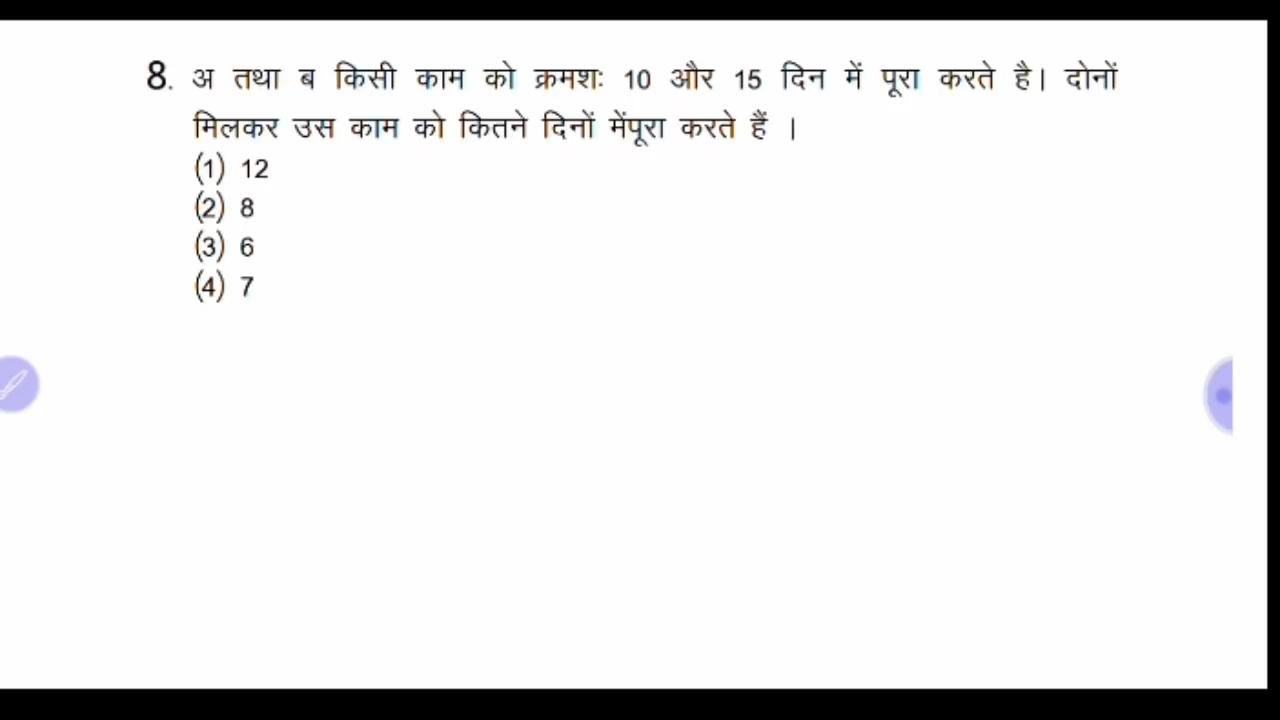 8. अ तथा ब किसी काम को क्रमशः 10 और 15 दिन में पूरा करते है। दोनों
मिलकर उस काम को कितने दिनों मेंपूरा करते हैं ।
(1) 12
(2) 8
(3) 6
(4) 7